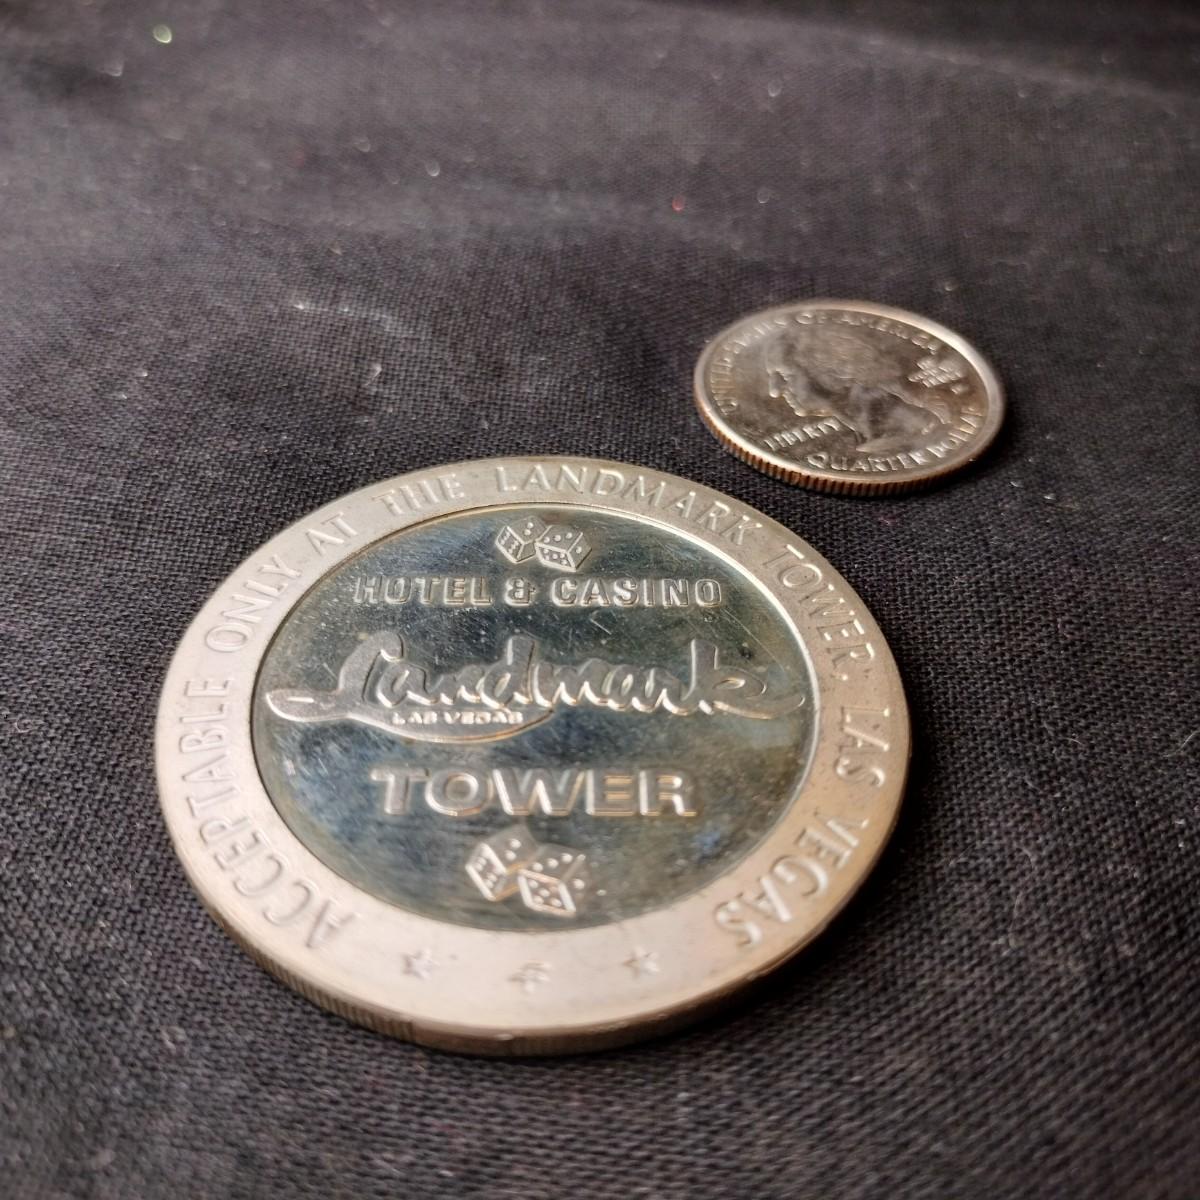 ACCEPTABLE ONLY AT THE LANDMARK TOWER, LAS VEGAS
HOTEL & CASINO
Landmark
LAS VEGAS
TOWER
UNITED STATES OF AMERICA
LIBERTY
QUARTER DOLLAR